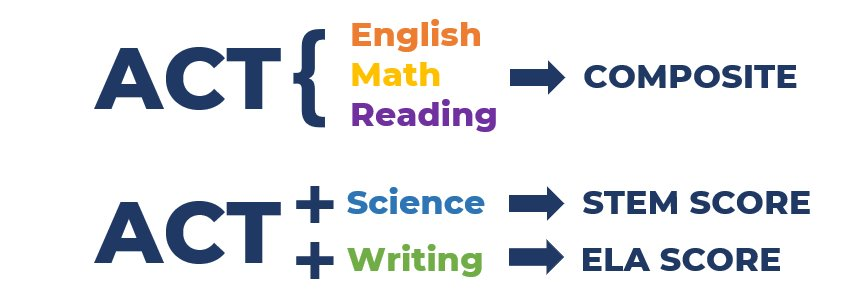 ACT { English
Math
Reading
COMPOSITE
ACT + Science STEM SCORE
+ Writing ELA SCORE